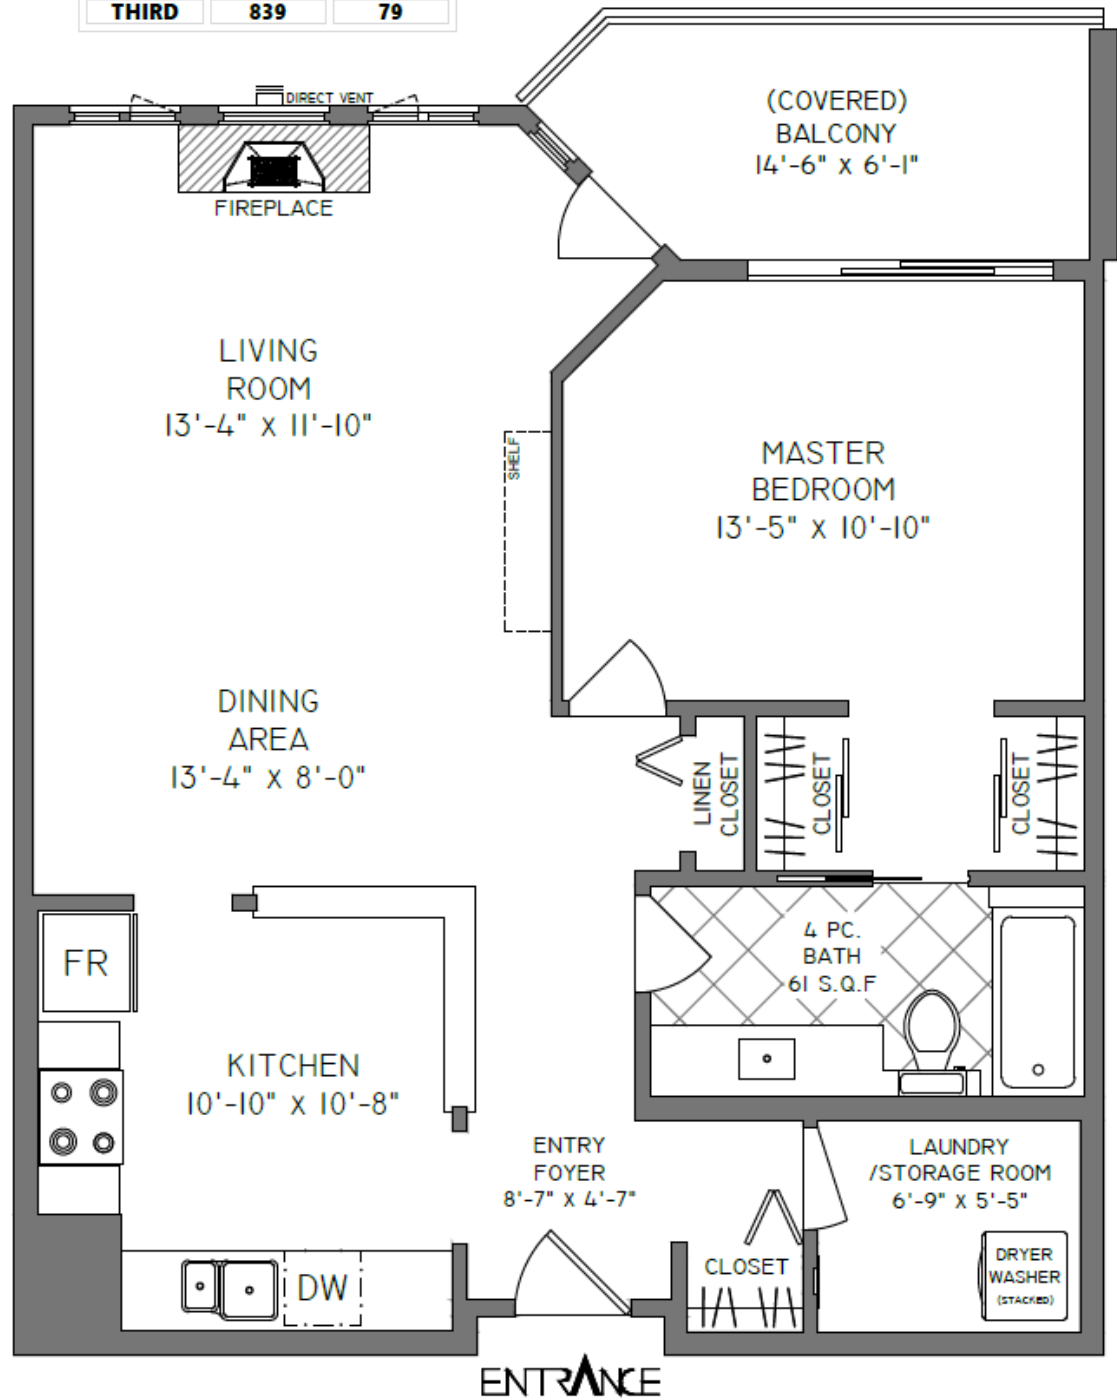 THIRD 839 79
DIRECT VENT
(COVERED)
BALCONY
14'-6" X 6'-1"
FIREPLACE
LIVING
ROOM
13'-4" X 11'-10"
SHELF
MASTER
BEDROOM
13'-5" X 10'-10"
DINING
AREA
13'-4" X 8'-0"
LINEN
CLOSET
CLOSET
CLOSET
FR
4 PC.
BATH
61 S.Q.F
KITCHEN
10'-10" X 10'-8"
ENTRY
FOYER
8'-7" X 4'-7"
LAUNDRY
/STORAGE ROOM
6'-9" X 5'-5"
CLOSET
DRYER
WASHER
(STACKED)
DW
ENTRANCE